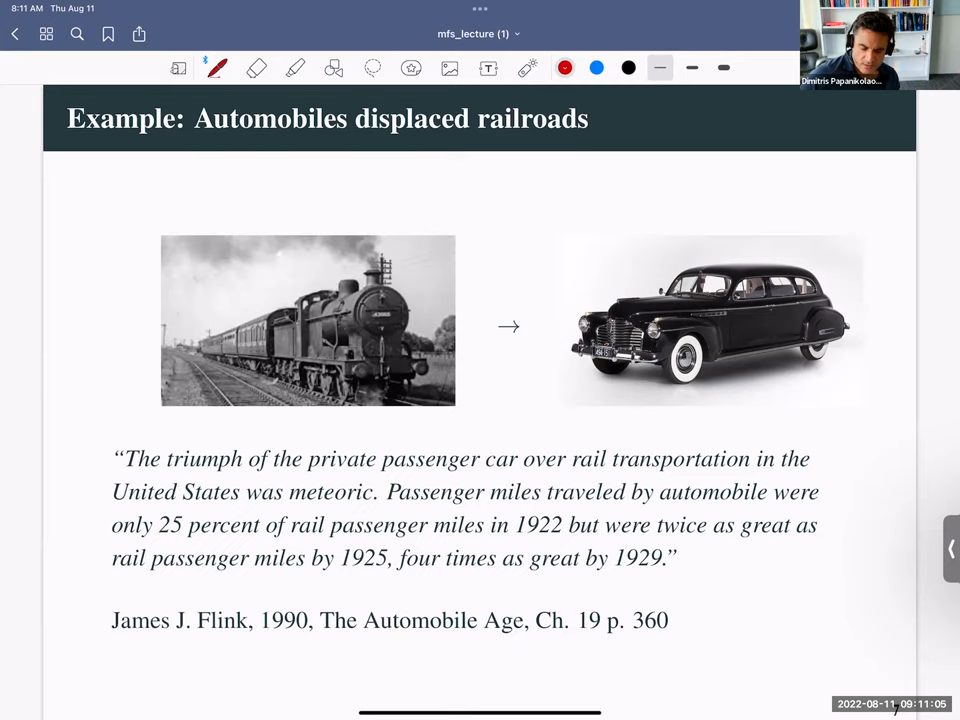 8:11 AM Thu Aug 11
mfs_lecture (1)
Dimitris Papanikolao...
Example: Automobiles displaced railroads
→
“The triumph of the private passenger car over rail transportation in the
United States was meteoric. Passenger miles traveled by automobile were
only 25 percent of rail passenger miles in 1922 but were twice as great as
rail passenger miles by 1925, four times as great by 1929.”
James J. Flink, 1990, The Automobile Age, Ch. 19 p. 360
2022-08-11 09:11:05